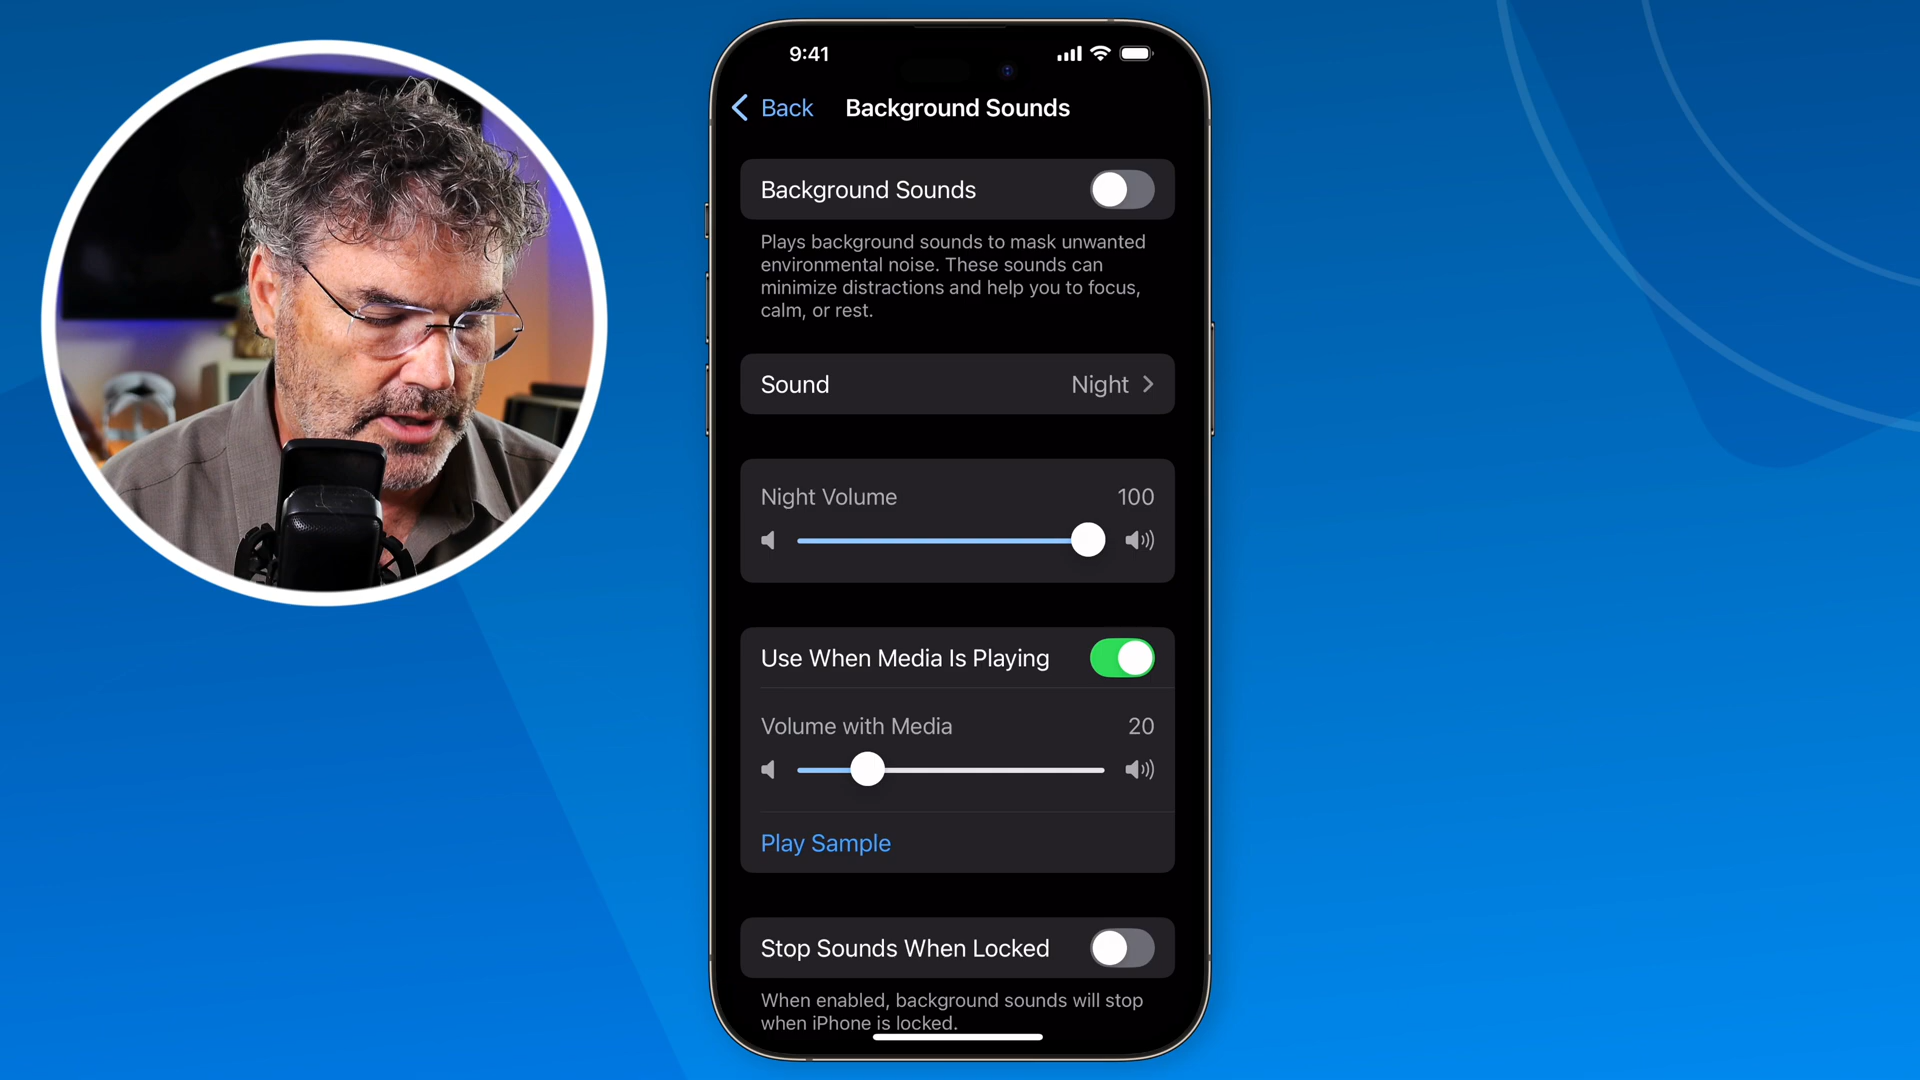 9:41
Back
Background Sounds
Background Sounds
Plays background sounds to mask unwanted
environmental noise. These sounds can
minimize distractions and help you to focus,
calm, or rest.
Sound
Night
Night Volume
100
Use When Media Is Playing
Volume with Media
20
Play Sample
Stop Sounds When Locked
When enabled, background sounds will stop
when iPhone is locked.